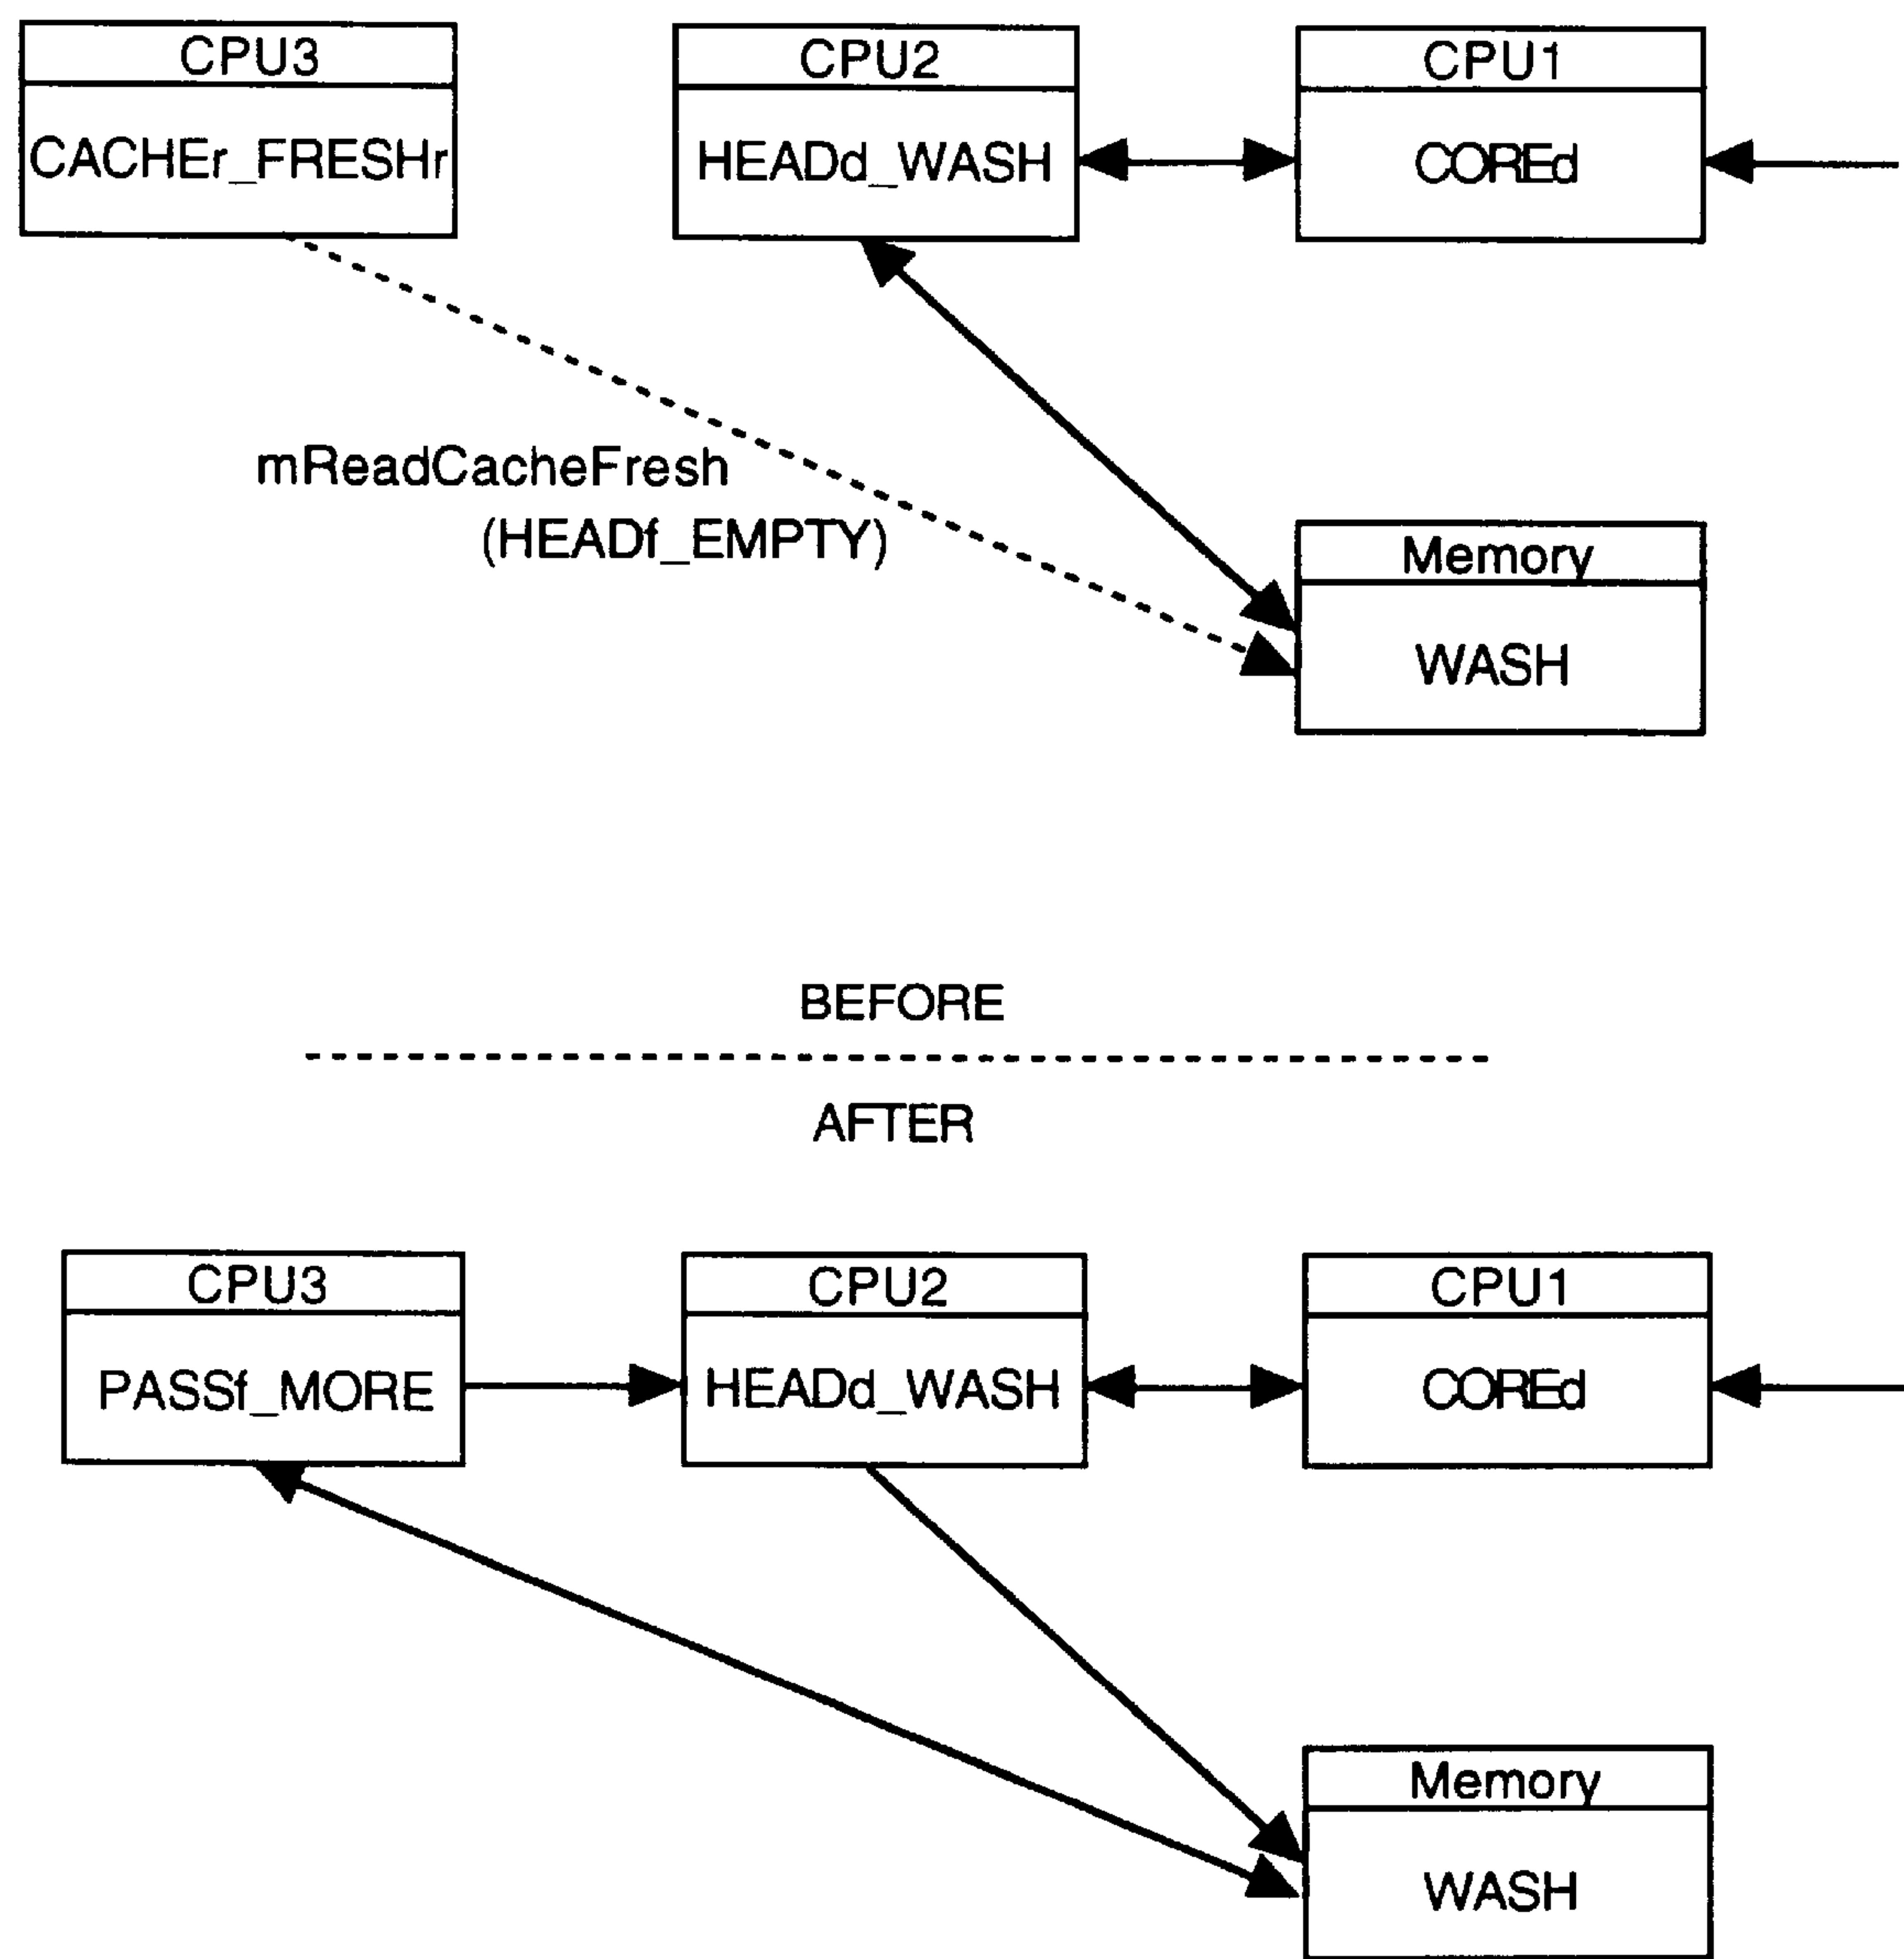 CPU3
CPU2
CPU1
CACHEr_FRESHr
HEADd_WASH
COREd
mReadCacheFresh
(HEADf_EMPTY)
Memory
WASH
BEFORE
AFTER
CPU3
CPU2
CPU1
PASSf_MORE
HEADd_WASH
COREd
Memory
WASH